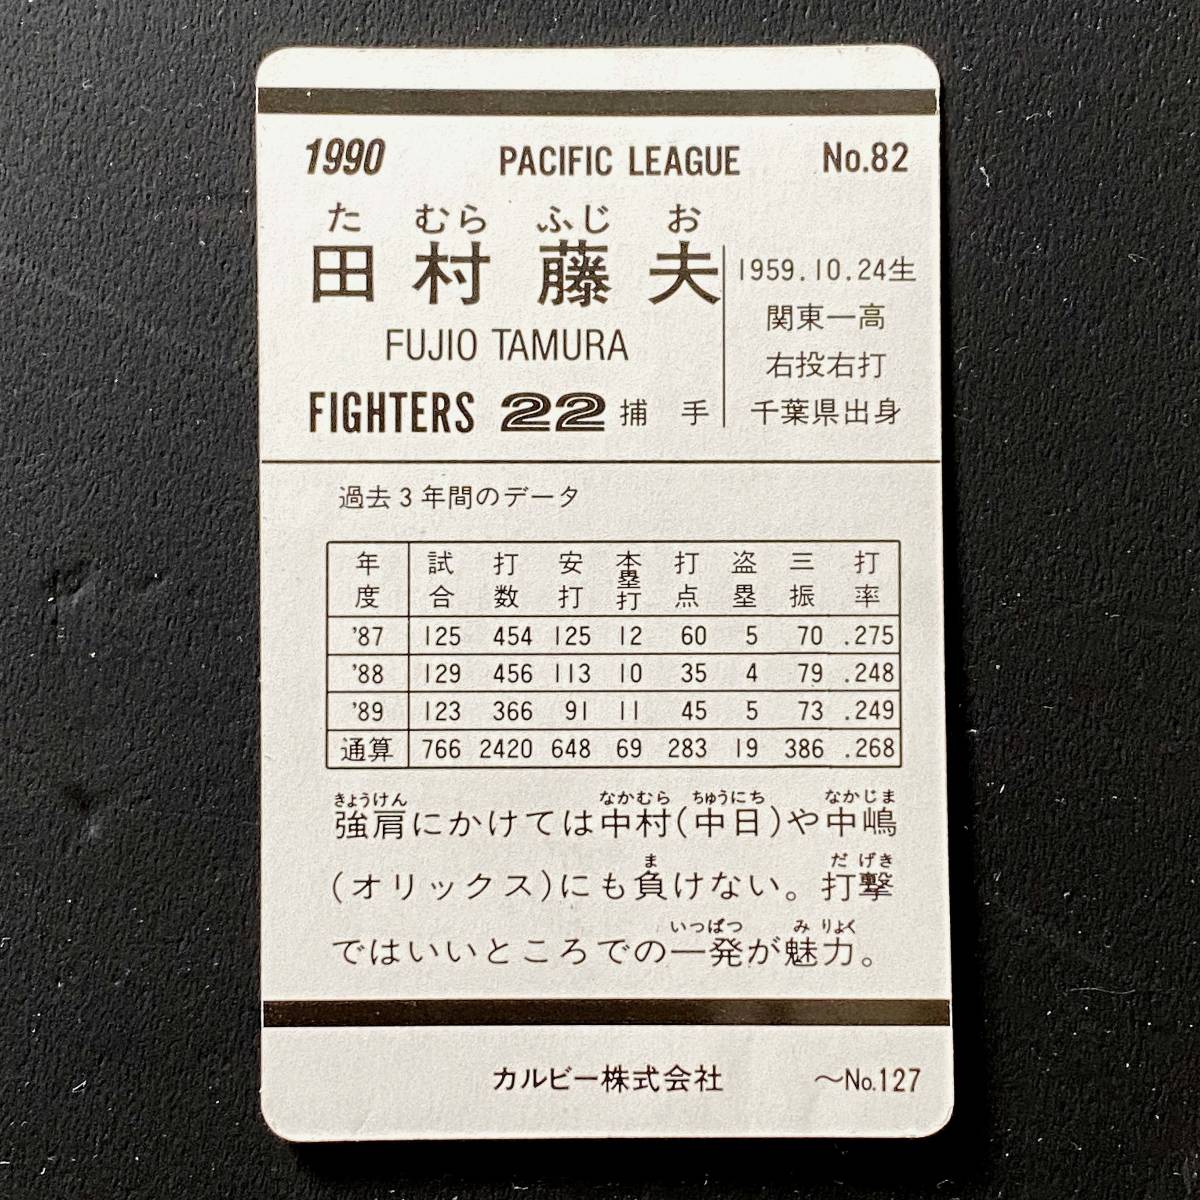 1990 PACIFIC LEAGUE No.82
た むら ふじ お
田村藤夫
FUJIO TAMURA
FIGHTERS 22 捕手
1959.10.24生
関東一高
右投右打
千葉県出身
過去3年間のデータ
年度 試合 打数 安打 本塁打 打点 盗塁 三振 打率
'87 125 454 125 12 60 5 70 .275
'88 129 456 113 10 35 4 79 .248
'89 123 366 91 11 45 5 73 .249
通算 766 2420 648 69 283 19 386 .268
きょうけん なかむら ちゅうにち なかじま
強肩にかけては中村(中日)や中嶋
ま だ げき
(オリックス)にも負けない。打撃
いっぱつ み りょく
ではいいところでの一発が魅力。
カルビー株式会社 〜No.127